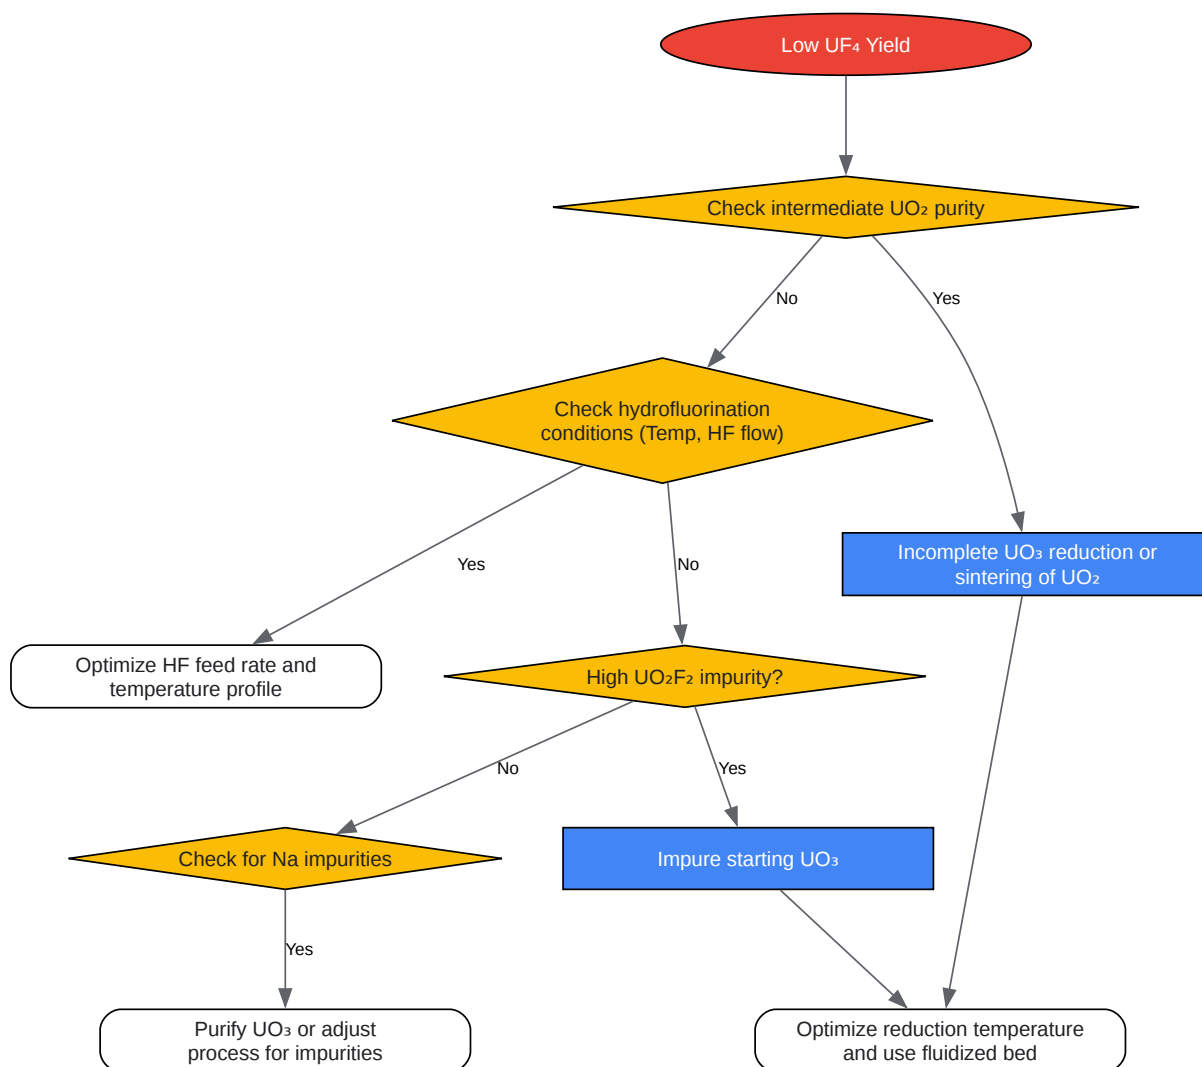 Low UF₄ Yield
Check intermediate UO₂ purity
No
Yes
Check hydrofluorination
conditions (Temp, HF flow)
Incomplete UO₃ reduction or
sintering of UO₂
Yes
No
Optimize HF feed rate and
temperature profile
High UO₂F₂ impurity?
No
Yes
Check for Na impurities
Impure starting UO₃
Yes
Purify UO₃ or adjust
process for impurities
Optimize reduction temperature
and use fluidized bed